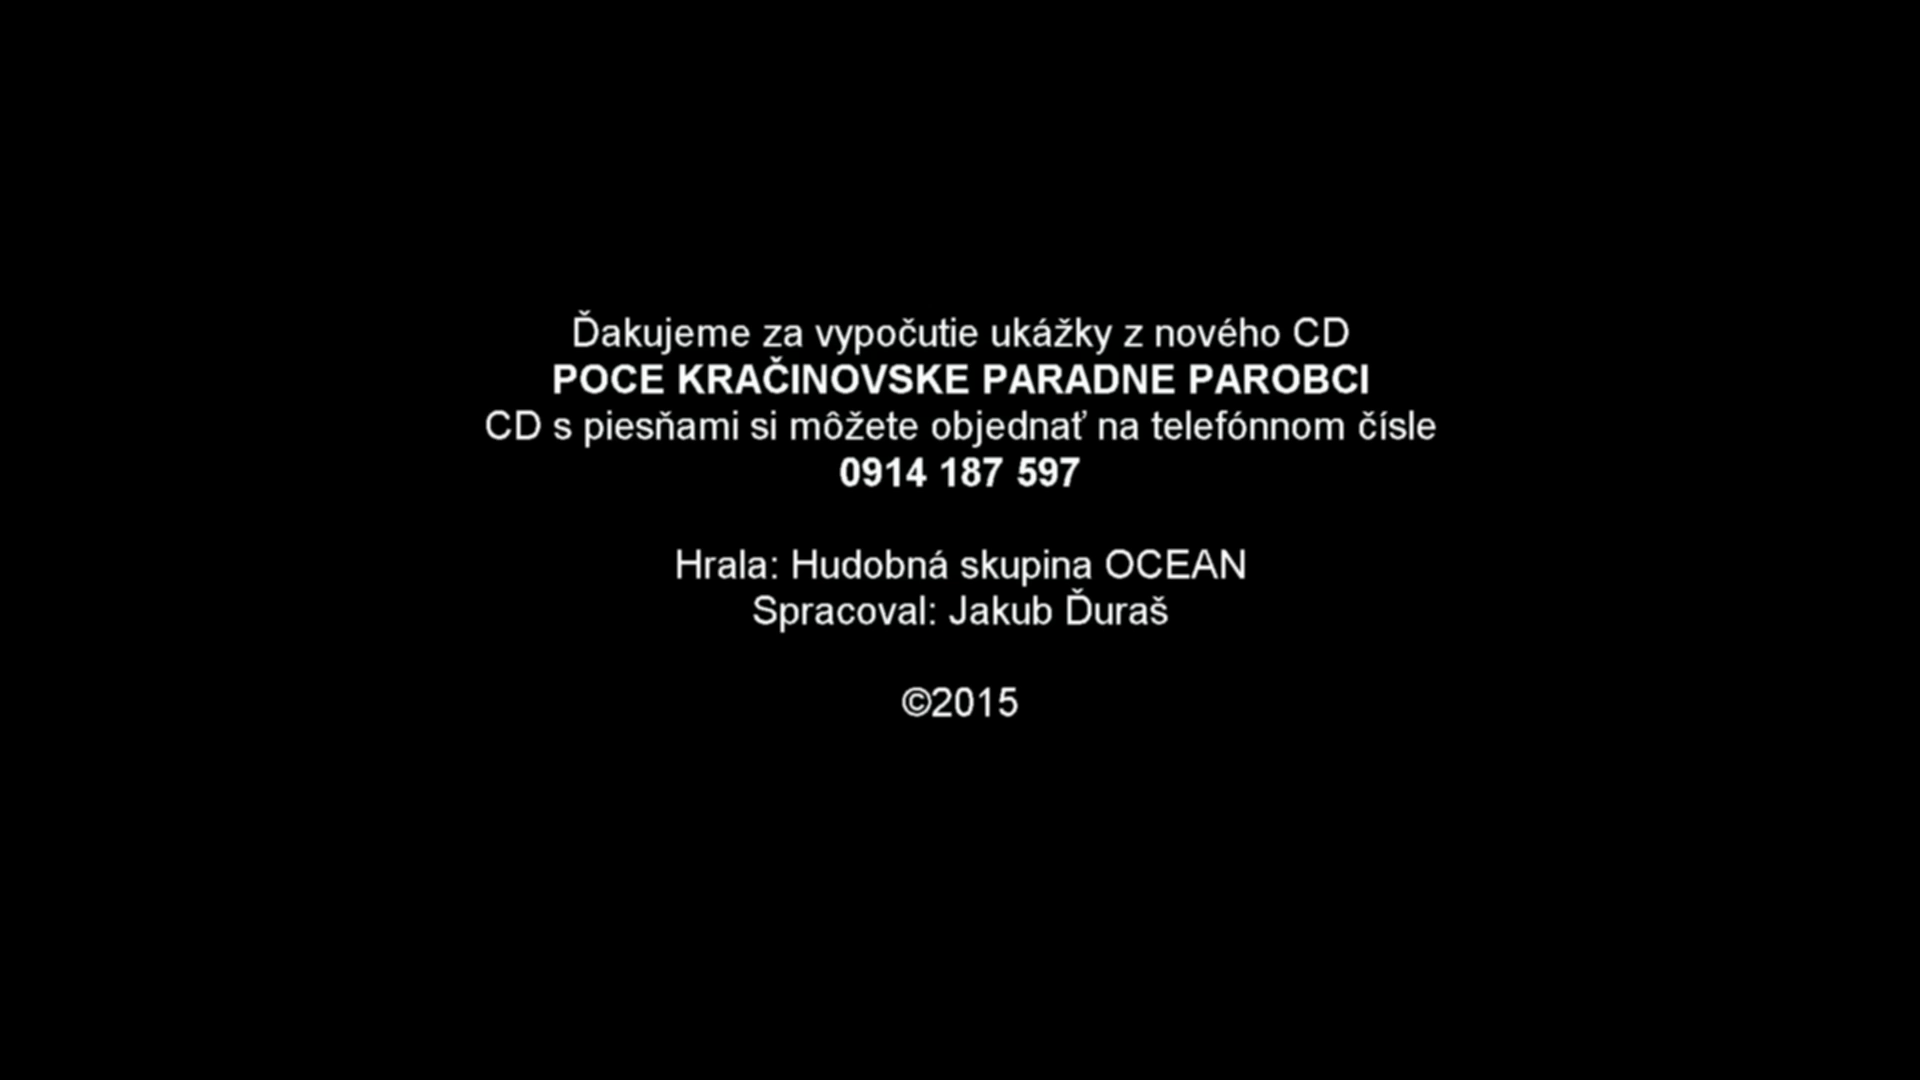 Ďakujeme za vypočutie ukážky z nového CD
POCE KRAČINOVSKE PARADNE PAROBCI
CD s piesňami si môžete objednať na telefónnom čísle
0914 187 597
Hrala: Hudobná skupina OCEAN
Spracoval: Jakub Ďuraš
©2015